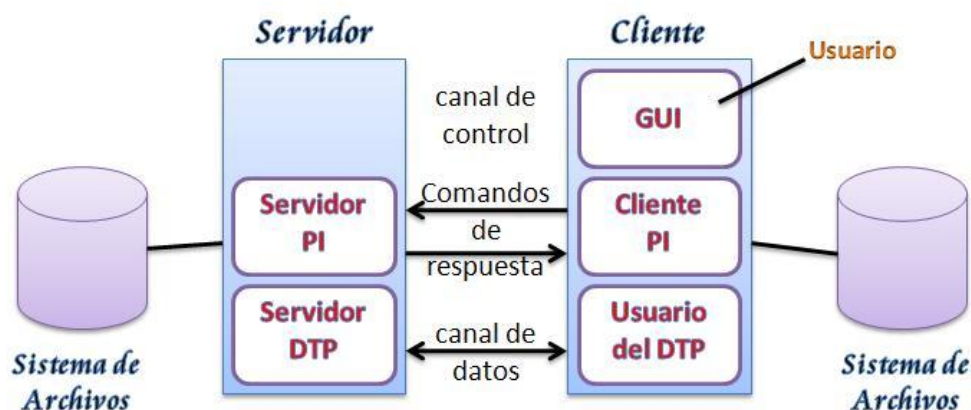 Servidor
Cliente
Usuario
canal de
control
GUI
Comandos
de
respuesta
Servidor
PI
Cliente
PI
Servidor
DTP
canal de
datos
Usuario
del DTP
Sistema de
Archivos
Sistema de
Archivos